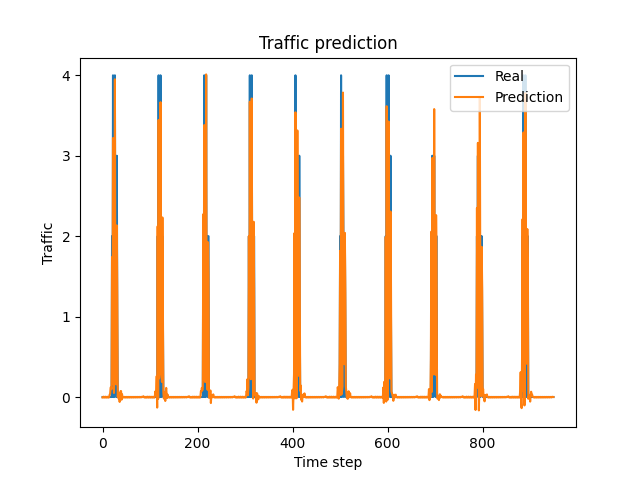 Traffic prediction
Real
Prediction
4
3
2
1
0
Traffic
0 200 400 600 800
Time step